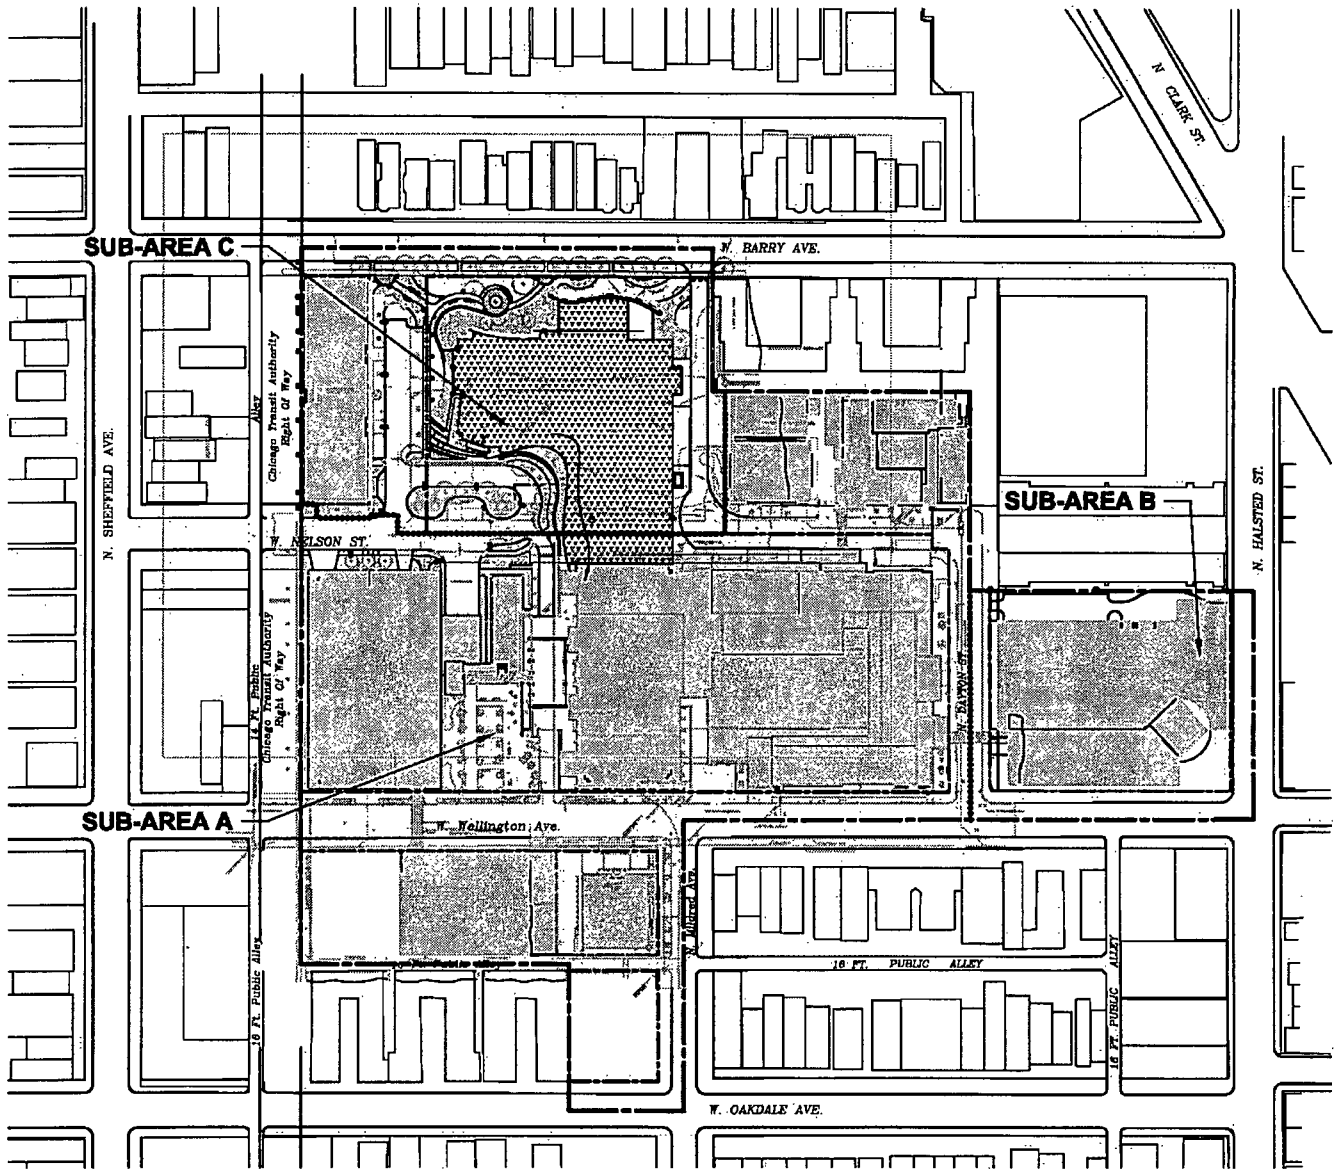 N CLARK ST.
SUB-AREA C
W. BARRY AVE.
N. SHEFFIELD AVE.
Alley
Chicago Transit Authority
Right Of Way
SUB-AREA B
N. HALSTED ST.
W. NELSON ST.
14 Ft. Public
Chicago Transit Authority
Right Of Way
N. DAYTON ST.
SUB-AREA A
W. Wellington Ave.
N. Mildred Ave.
16 FT. PUBLIC ALLEY
16 Ft. Public Alley
16 FT. PUBLIC ALLEY
W. OAKDALE AVE.